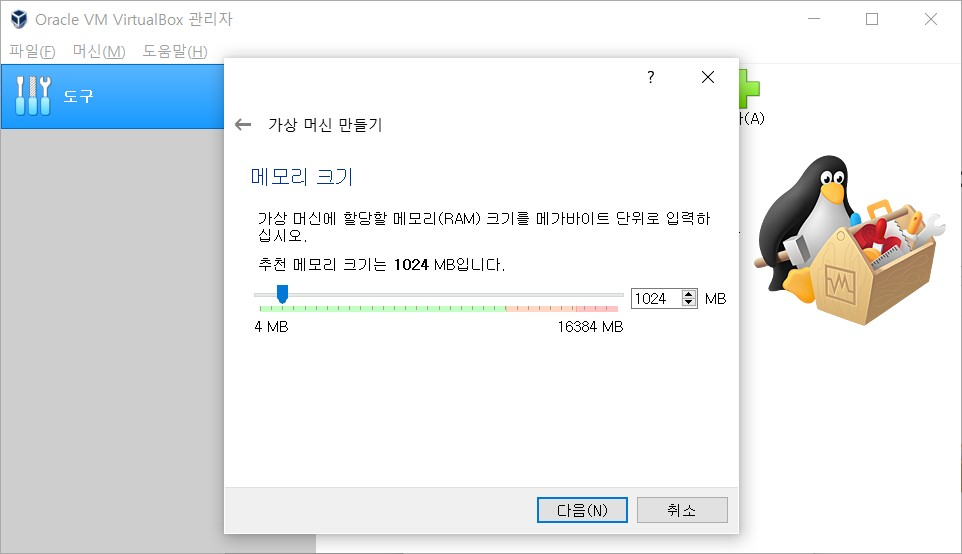 Oracle VM VirtualBox 관리자
파일(F) 머신(M) 도움말(H)
도구
(A)
?
가상 머신 만들기
메모리 크기
가상 머신에 할당할 메모리(RAM) 크기를 메가바이트 단위로 입력하
십시오.
추천 메모리 크기는 1024 MB입니다.
1024 MB
4 MB 16384 MB
다음(N) 취소